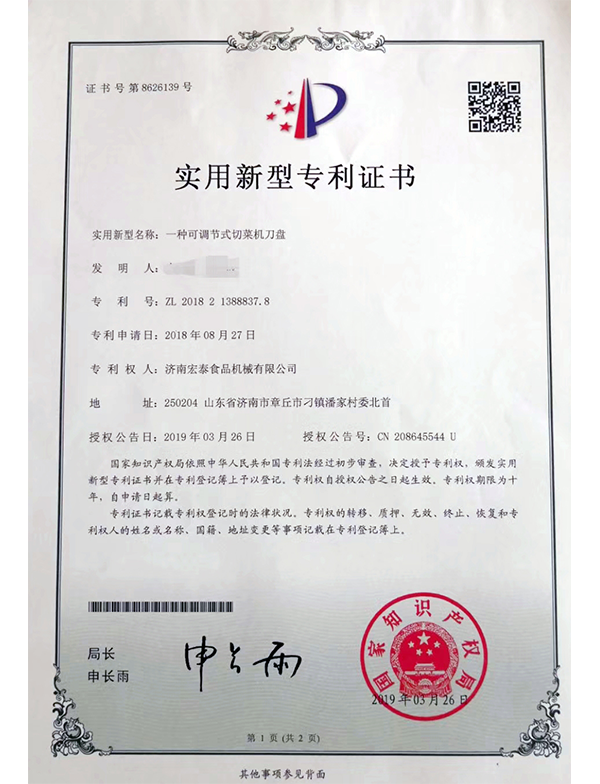 证书号第8626139号
实用新型专利证书
实用新型名称：一种可调节式切菜机刀盘
发 明 人：
专 利 号：ZL 2018 2 1388837.8
专利申请日：2018年08月27日
专 利 权 人：济南宏泰食品机械有限公司
地 址：250204 山东省济南市章丘市刁镇潘家村委北首
授权公告日：2019年03月26日 授权公告号：CN 208645544 U
国家知识产权局依照中华人民共和国专利法经过初步审查，决定授予专利权，颁发实用
新型专利证书并在专利登记簿上予以登记。专利权自授权公告之日起生效。专利权期限为十
年，自申请日起算。
专利证书记载专利权登记时的法律状况。专利权的转移、质押、无效、终止、恢复和专
利权人的姓名或名称、国籍、地址变更等事项记载在专利登记簿上。
局长
申长雨
申长雨
国家知识产权局
2019年03月26日
第 1 页 (共 2 页)
其他事项参见背面